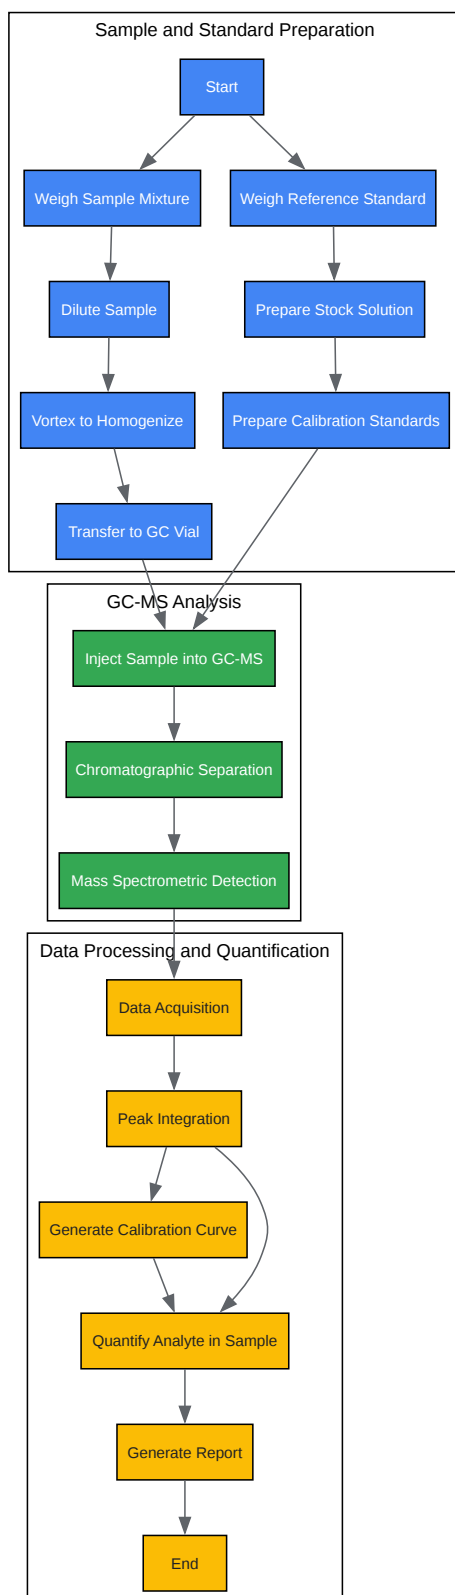 Sample and Standard Preparation
Start
Weigh Sample Mixture
Weigh Reference Standard
Dilute Sample
Prepare Stock Solution
Vortex to Homogenize
Prepare Calibration Standards
Transfer to GC Vial
GC-MS Analysis
Inject Sample into GC-MS
Chromatographic Separation
Mass Spectrometric Detection
Data Processing and Quantification
Data Acquisition
Peak Integration
Generate Calibration Curve
Quantify Analyte in Sample
Generate Report
End